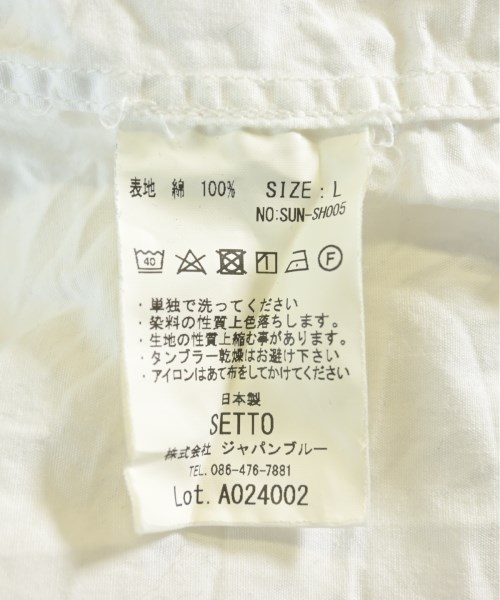 表地 綿 100% SIZE : L
NO:SUN-SH005
40 F
・単独で洗ってください
・染料の性質上色落ちします。
・生地の性質上縮む事があります。
・タンブラー乾燥はお避け下さい
・アイロンはあて布をしてかけてください
日本製
SETTO
株式会社 ジャパンブルー
TEL. 086-476-7881
Lot. A024002